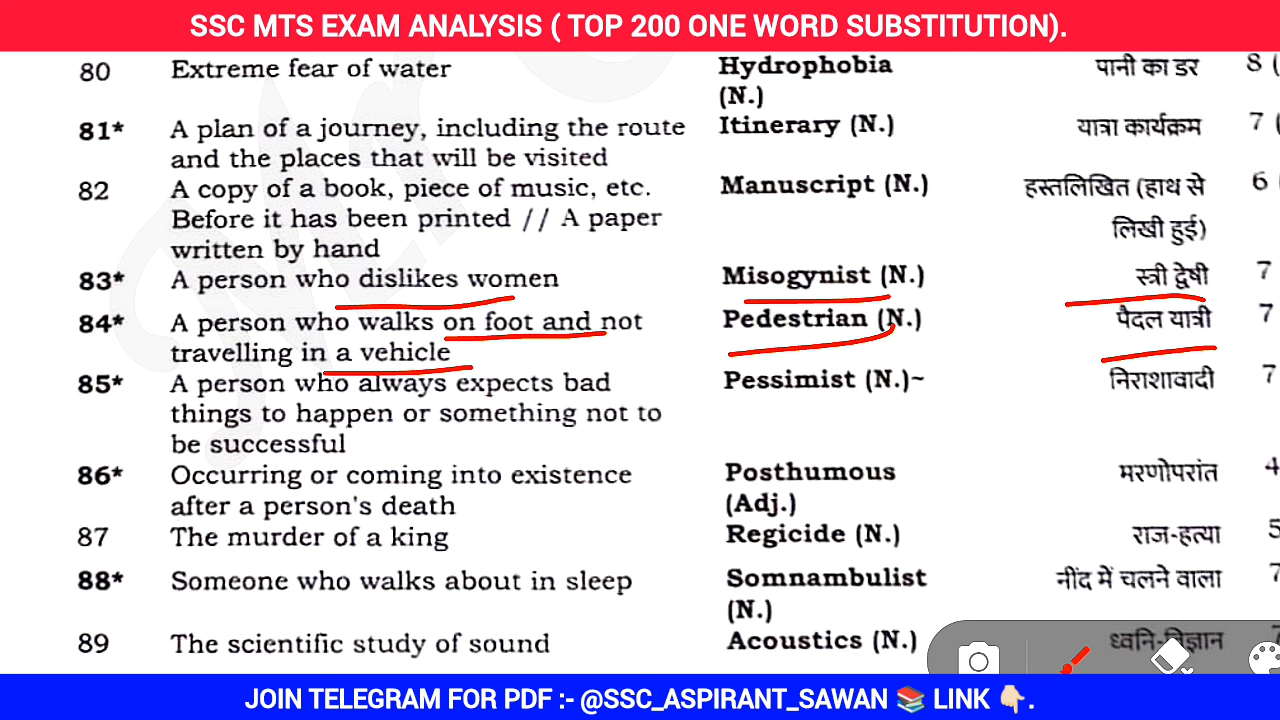 SSC MTS EXAM ANALYSIS ( TOP 200 ONE WORD SUBSTITUTION).
80 Extreme fear of water Hydrophobia पानी का डर 8 (
(N.)
81* A plan of a journey, including the route Itinerary (N.) यात्रा कार्यक्रम 7 (
and the places that will be visited
82 A copy of a book, piece of music, etc. Manuscript (N.) हस्तलिखित (हाथ से 6 (
Before it has been printed // A paper लिखी हुई)
written by hand
83* A person who dislikes women Misogynist (N.) स्त्री द्वेषी 7
84* A person who walks on foot and not Pedestrian (N.) पैदल यात्री 7
travelling in a vehicle
85* A person who always expects bad Pessimist (N.)~ निराशावादी 7
things to happen or something not to
be successful
86* Occurring or coming into existence Posthumous मरणोपरांत 4
after a person's death (Adj.)
87 The murder of a king Regicide (N.) राज-हत्या 5
88* Someone who walks about in sleep Somnambulist नींद में चलने वाला 7
(N.)
89 The scientific study of sound Acoustics (N.) ध्वनि-विज्ञान 7
JOIN TELEGRAM FOR PDF :- @SSC_ASPIRANT_SAWAN 📚 LINK 👇🏻.